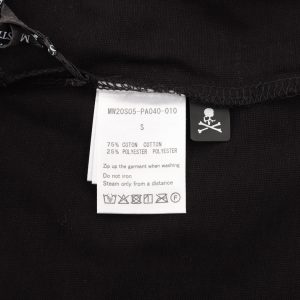 MW20S05-PA040-010
S
75% COTON COTTON
25% POLYESTER POLYESTER
Zip up the garment when washing
Do not iron
Steam only from a distance